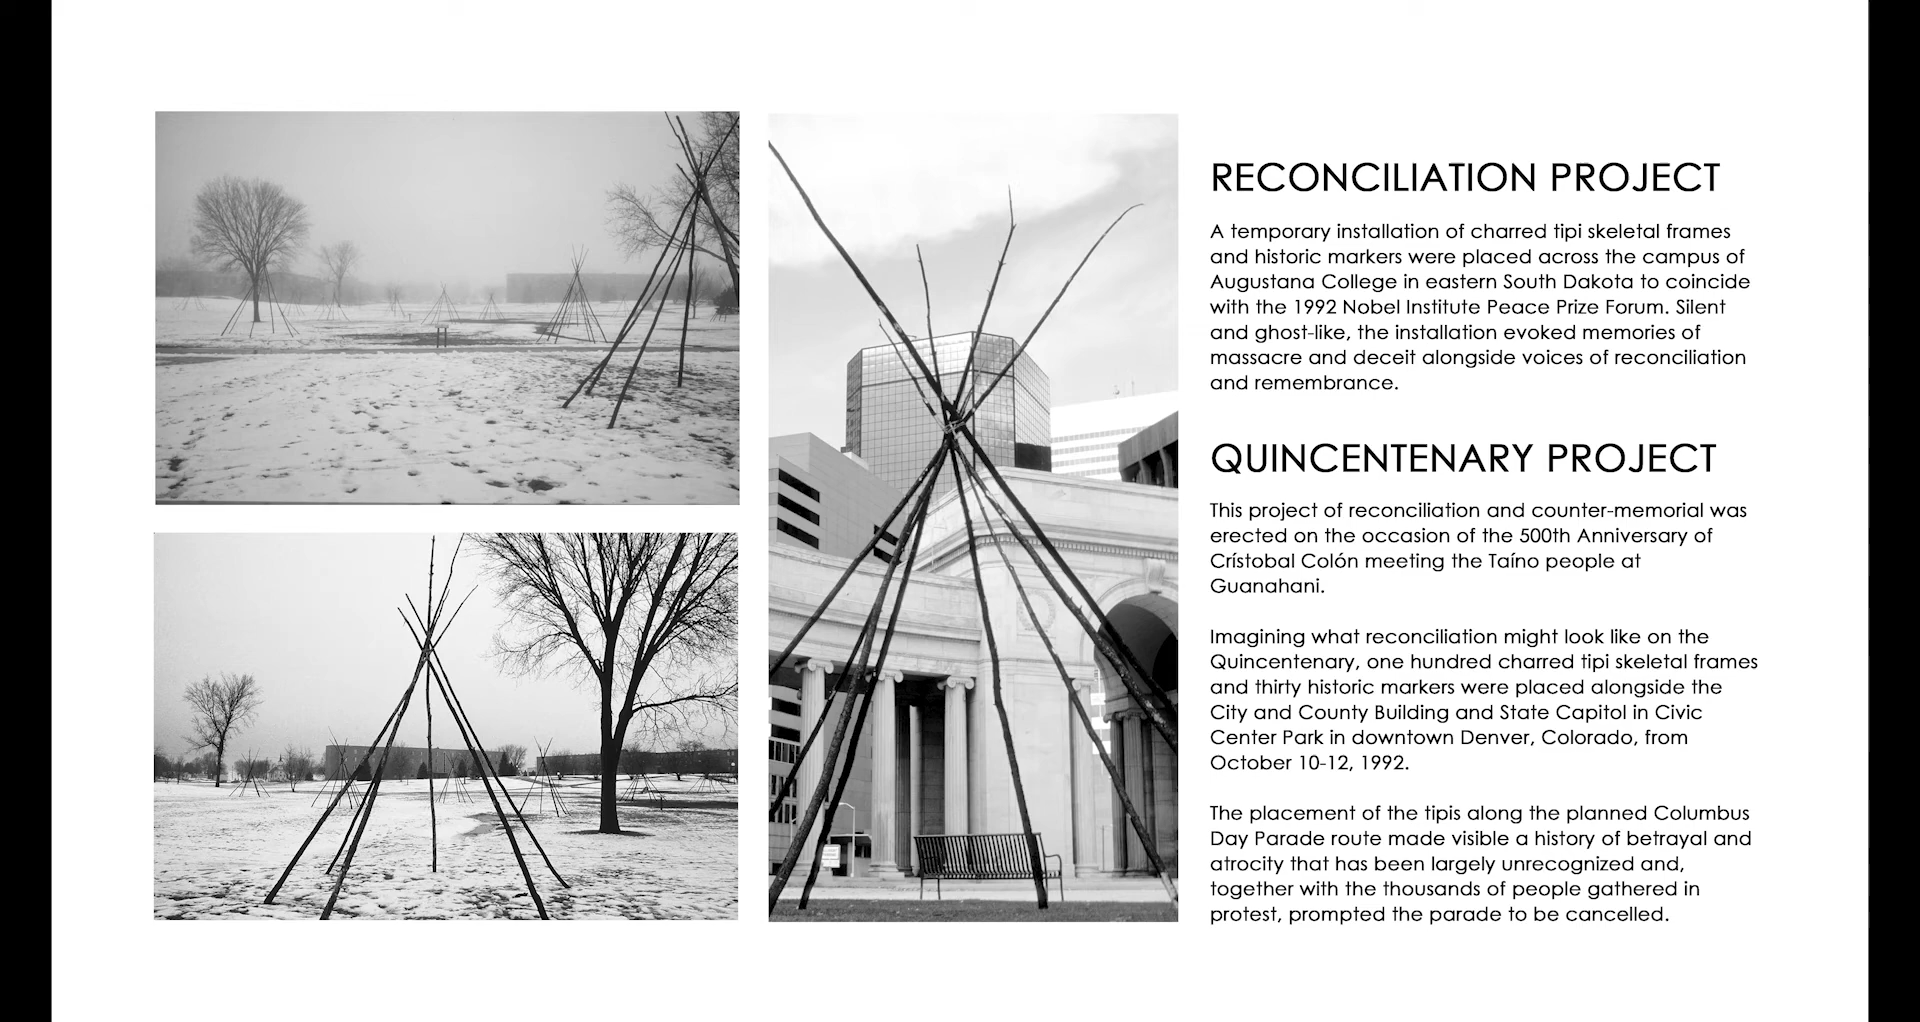 RECONCILIATION PROJECT
A temporary installation of charred tipi skeletal frames
and historic markers were placed across the campus of
Augustana College in eastern South Dakota to coincide
with the 1992 Nobel Institute Peace Prize Forum. Silent
and ghost-like, the installation evoked memories of
massacre and deceit alongside voices of reconciliation
and remembrance.
QUINCENTENARY PROJECT
This project of reconciliation and counter-memorial was
erected on the occasion of the 500th Anniversary of
Crístobal Colón meeting the Taíno people at
Guanahani.
Imagining what reconciliation might look like on the
Quincentenary, one hundred charred tipi skeletal frames
and thirty historic markers were placed alongside the
City and County Building and State Capitol in Civic
Center Park in downtown Denver, Colorado, from
October 10-12, 1992.
The placement of the tipis along the planned Columbus
Day Parade route made visible a history of betrayal and
atrocity that has been largely unrecognized and,
together with the thousands of people gathered in
protest, prompted the parade to be cancelled.